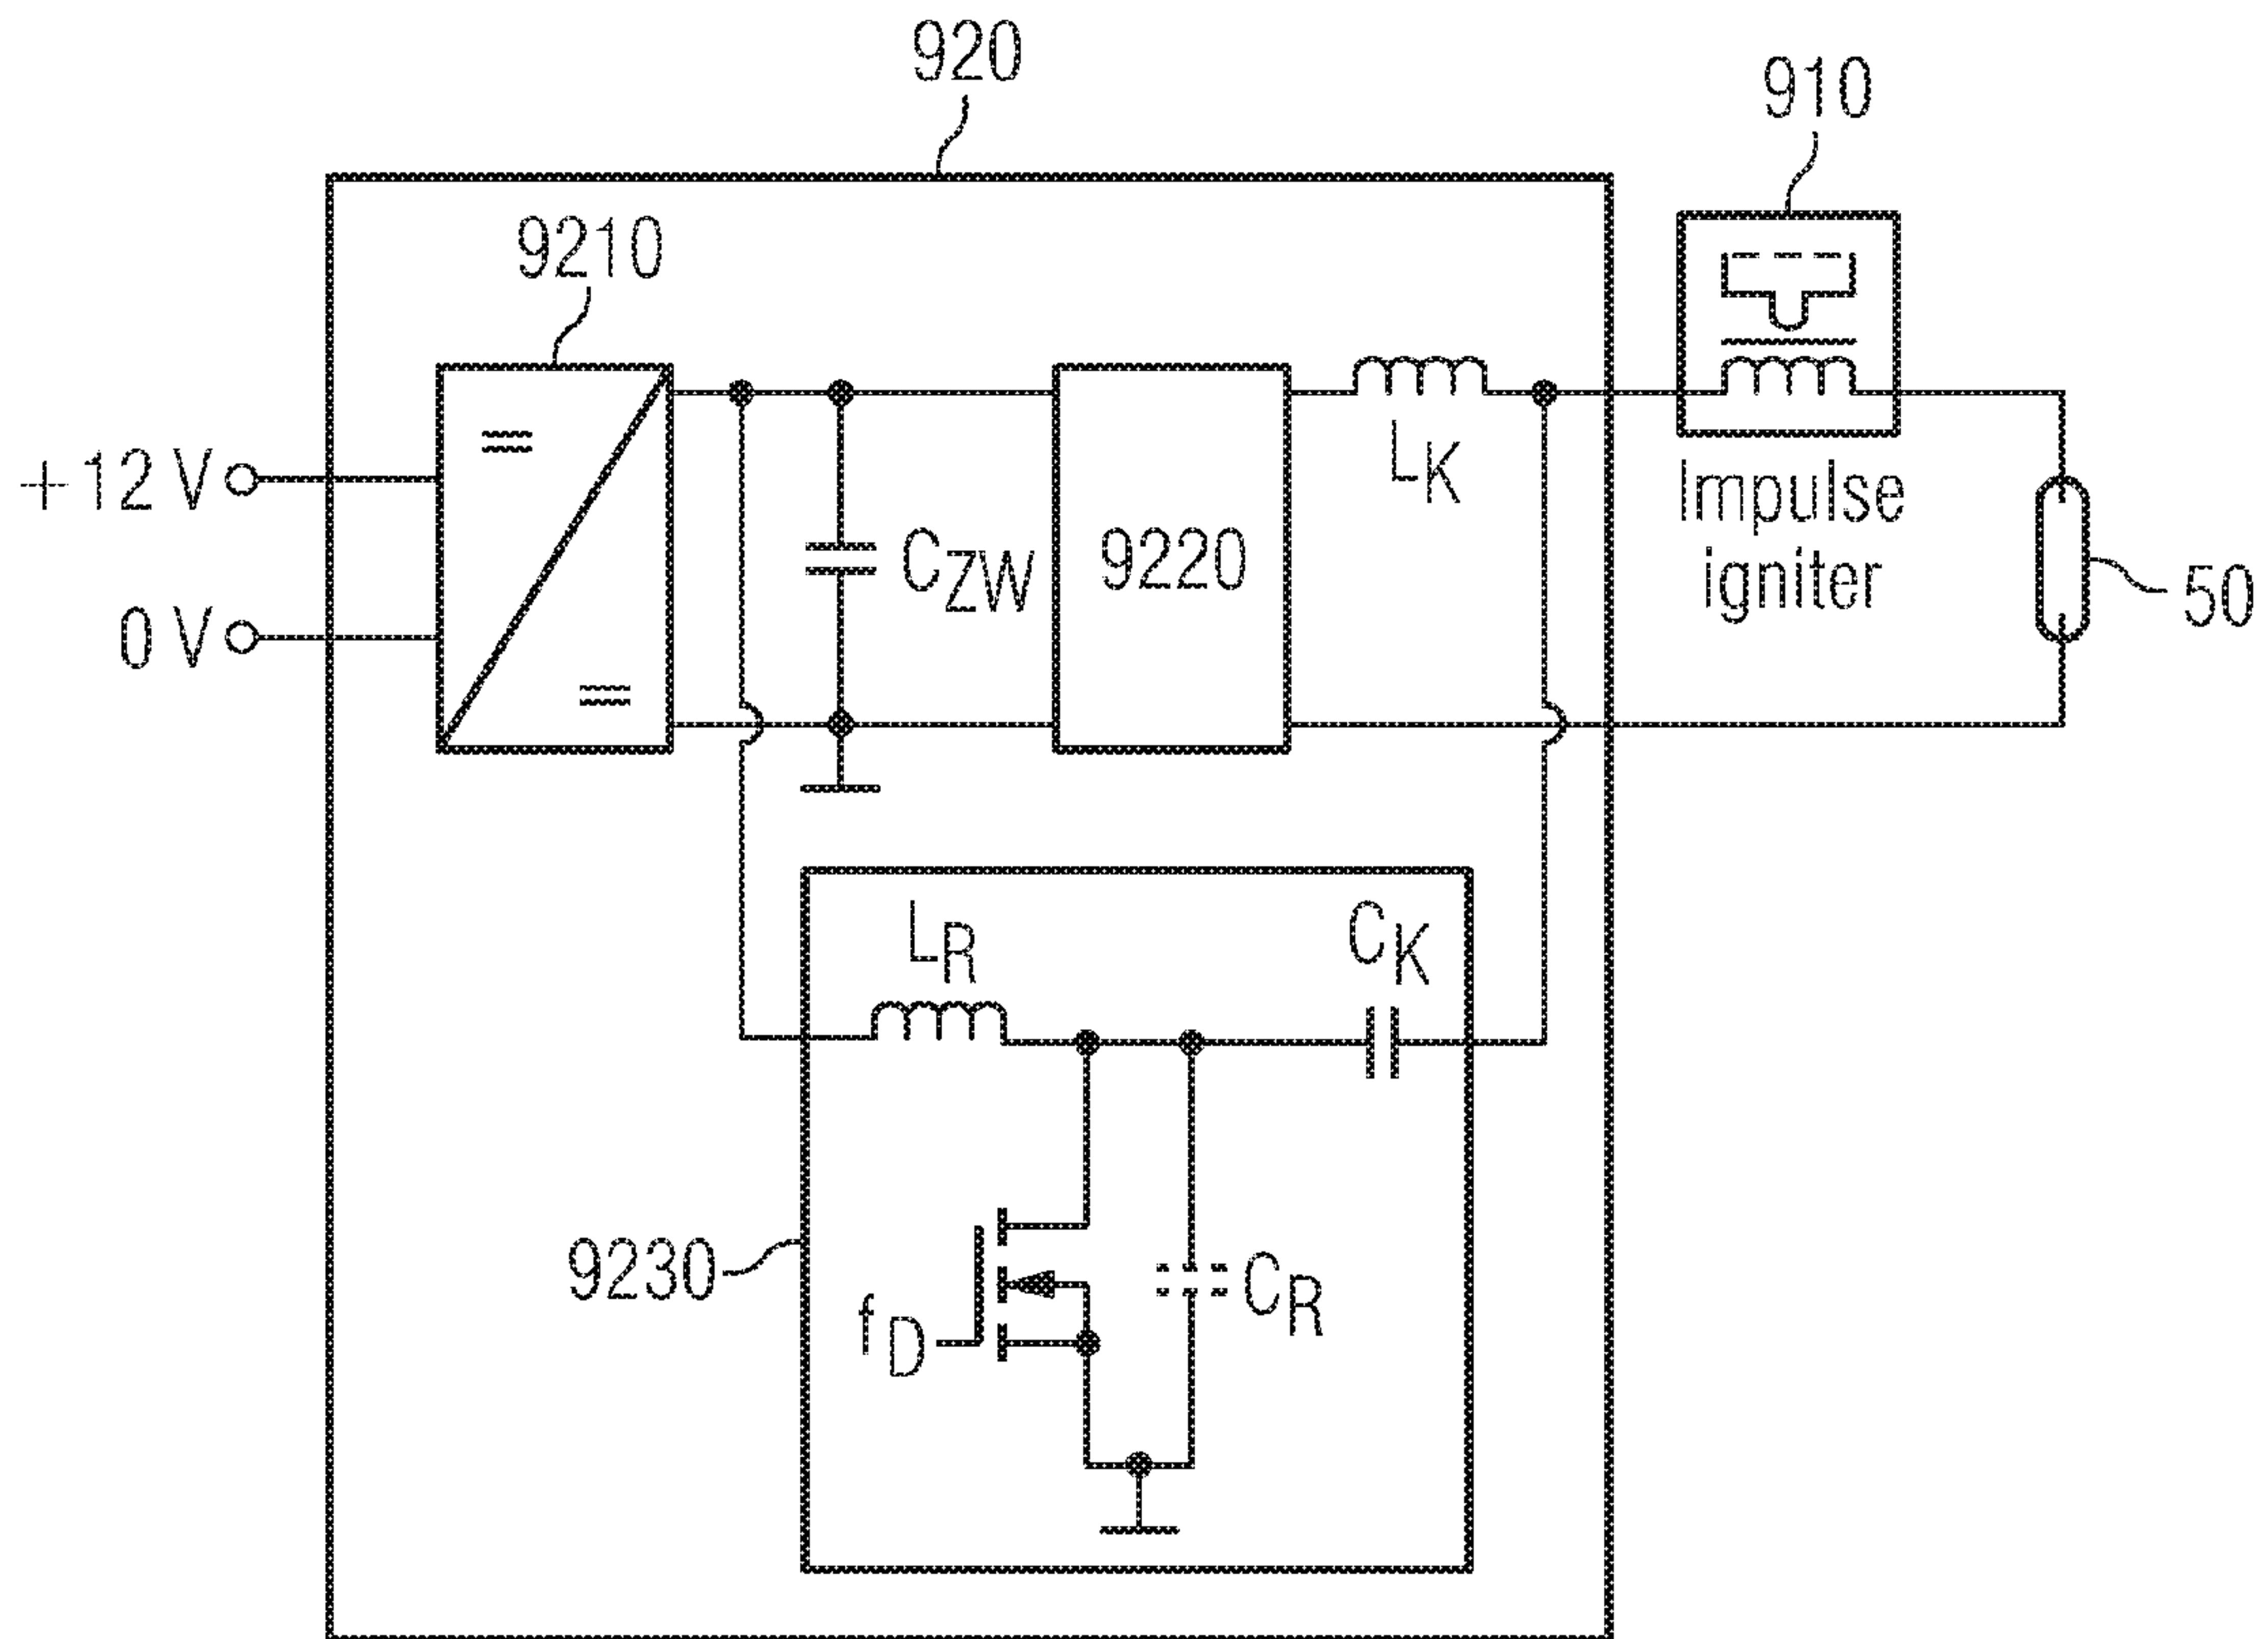 920
910
9210
+12 V
0 V
C_ZW
9220
L_K
Impulse
igniter
50
L_R
C_K
9230
f_D
C_R